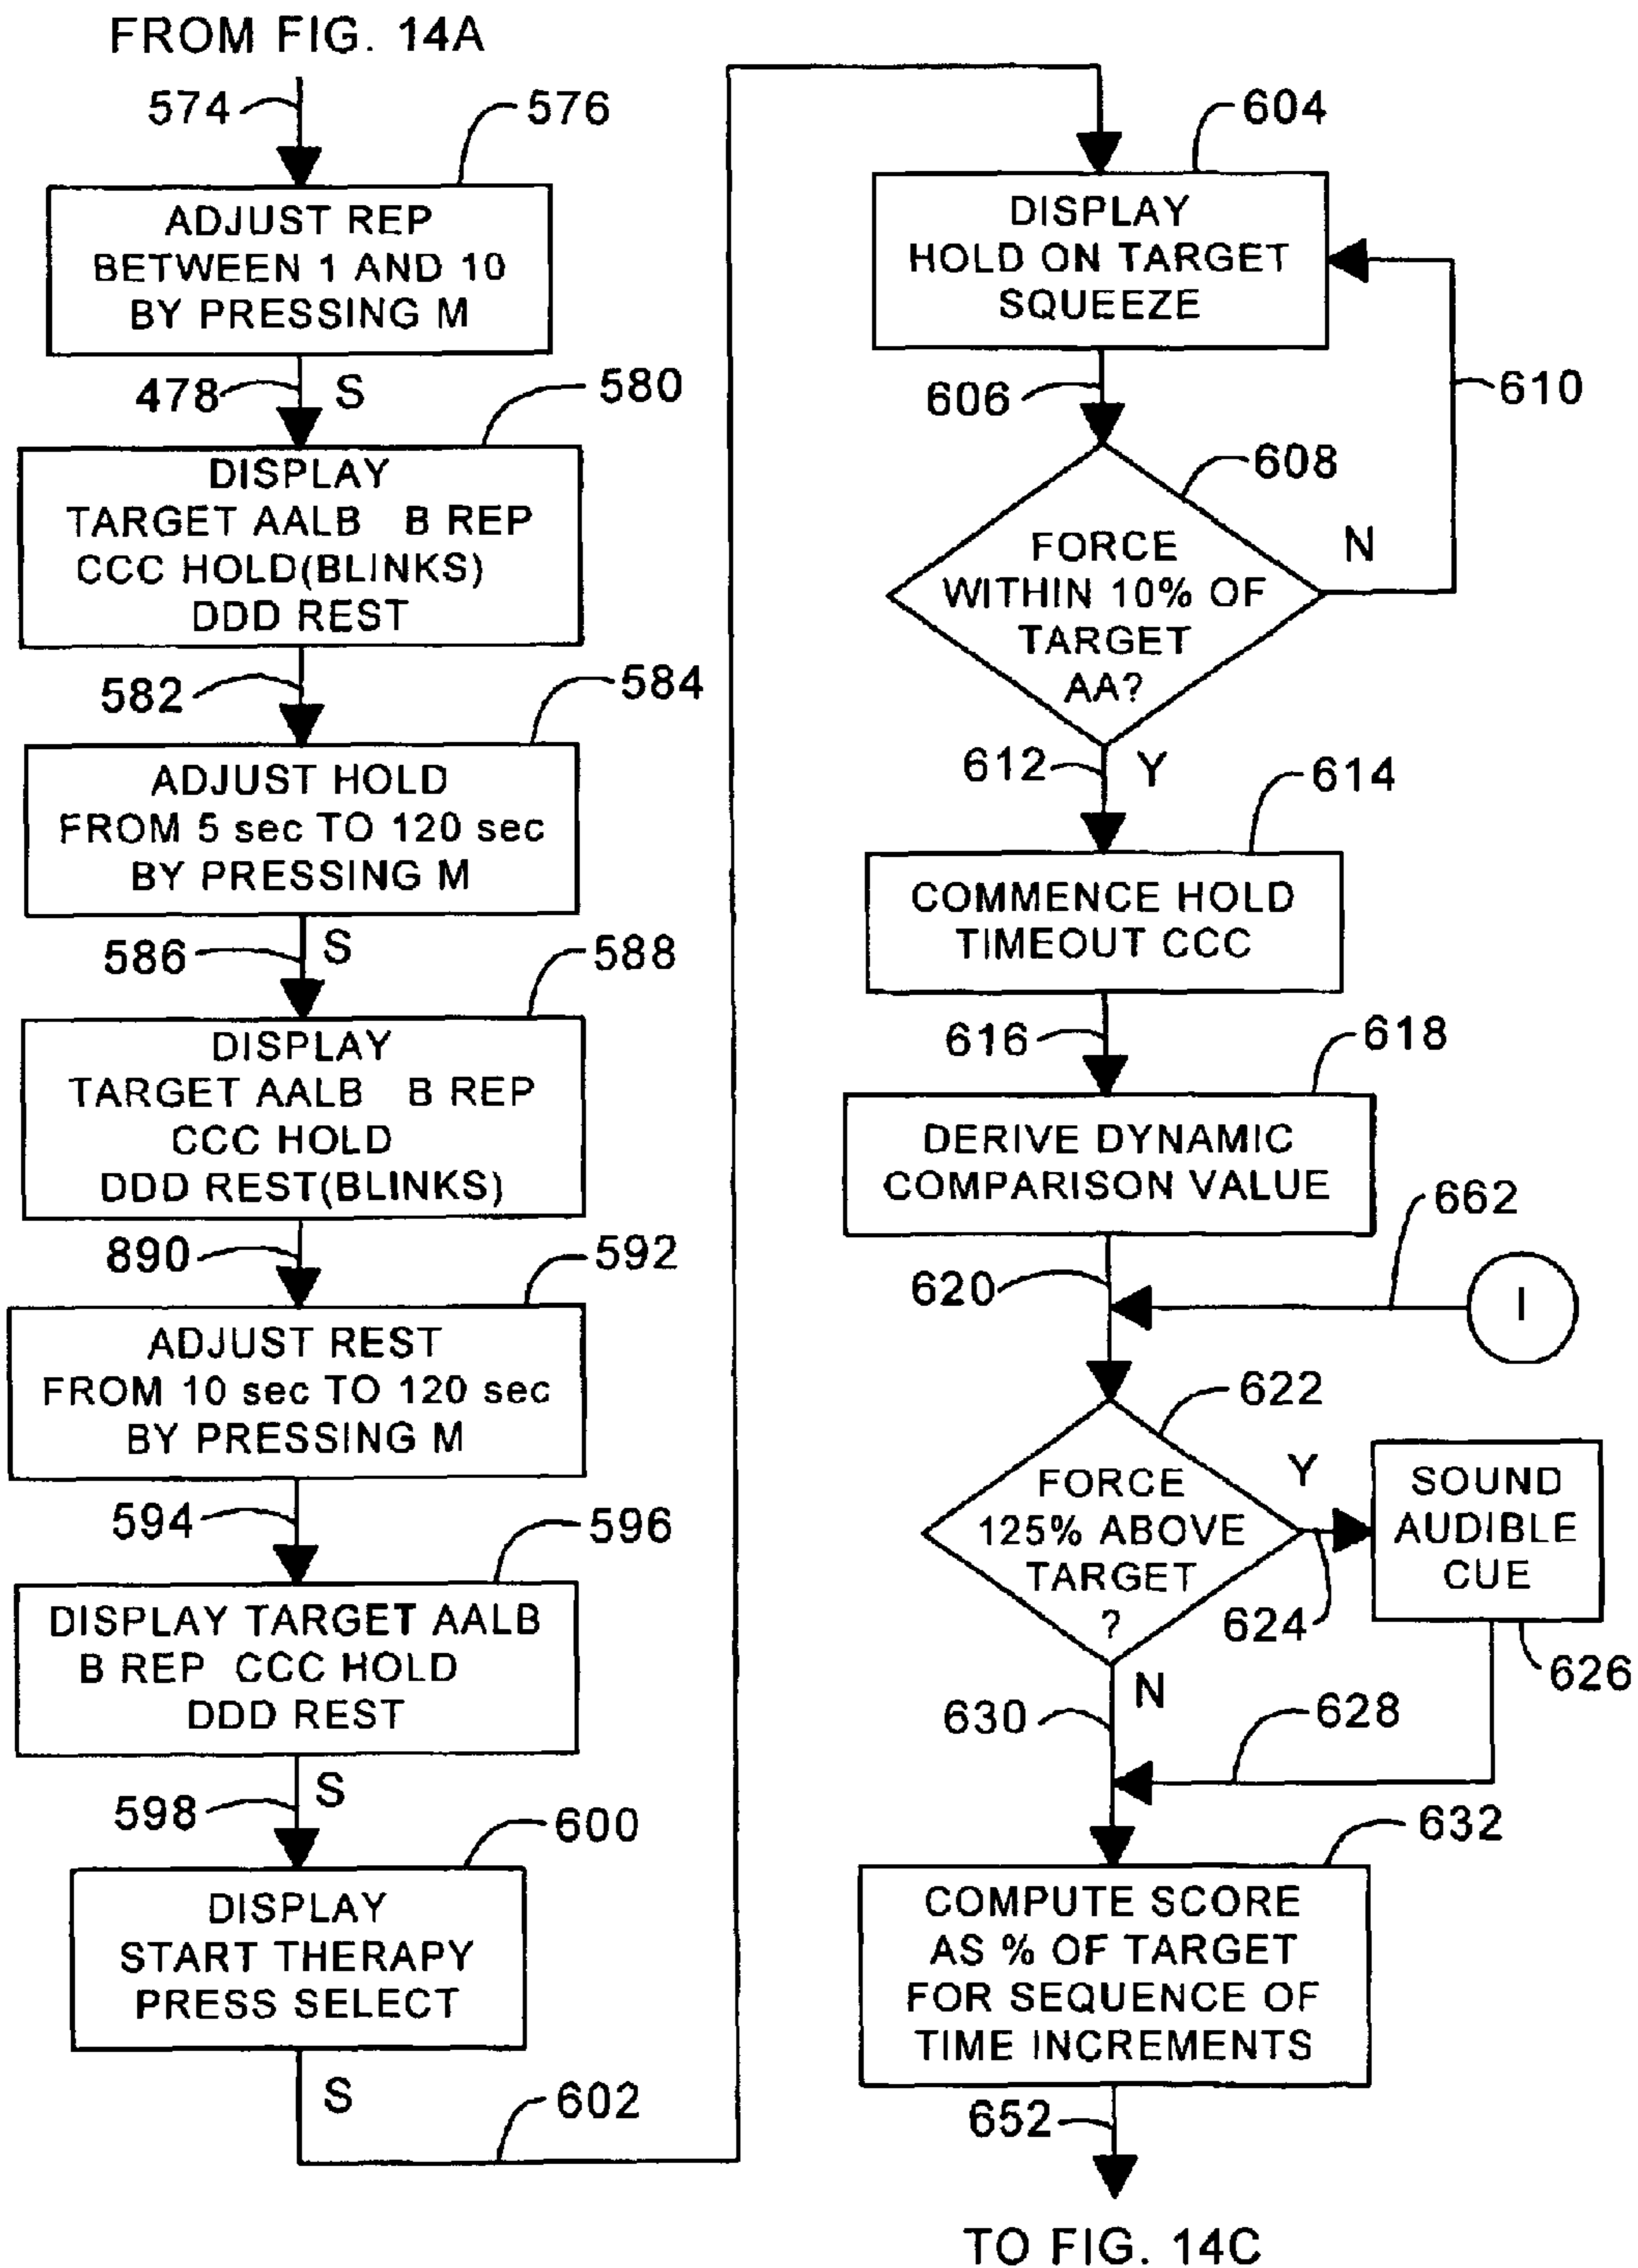 FROM FIG. 14A
574
576
ADJUST REP
BETWEEN 1 AND 10
BY PRESSING M
478
S
580
DISPLAY
TARGET AALB B REP
CCC HOLD(BLINKS)
DDD REST
582
584
ADJUST HOLD
FROM 5 sec TO 120 sec
BY PRESSING M
586
S
588
DISPLAY
TARGET AALB B REP
CCC HOLD
DDD REST(BLINKS)
890
592
ADJUST REST
FROM 10 sec TO 120 sec
BY PRESSING M
594
596
DISPLAY TARGET AALB
B REP CCC HOLD
DDD REST
598
S
600
DISPLAY
START THERAPY
PRESS SELECT
S
602
604
DISPLAY
HOLD ON TARGET
SQUEEZE
606
610
608
FORCE
WITHIN 10% OF
TARGET
AA?
N
612
Y
614
COMMENCE HOLD
TIMEOUT CCC
616
618
DERIVE DYNAMIC
COMPARISON VALUE
662
620
I
622
FORCE
125% ABOVE
TARGET
?
Y
624
SOUND
AUDIBLE
CUE
626
N
630
628
632
COMPUTE SCORE
AS % OF TARGET
FOR SEQUENCE OF
TIME INCREMENTS
652
TO FIG. 14C